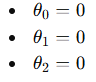 • θ₀ = 0
• θ₁ = 0
• θ₂ = 0